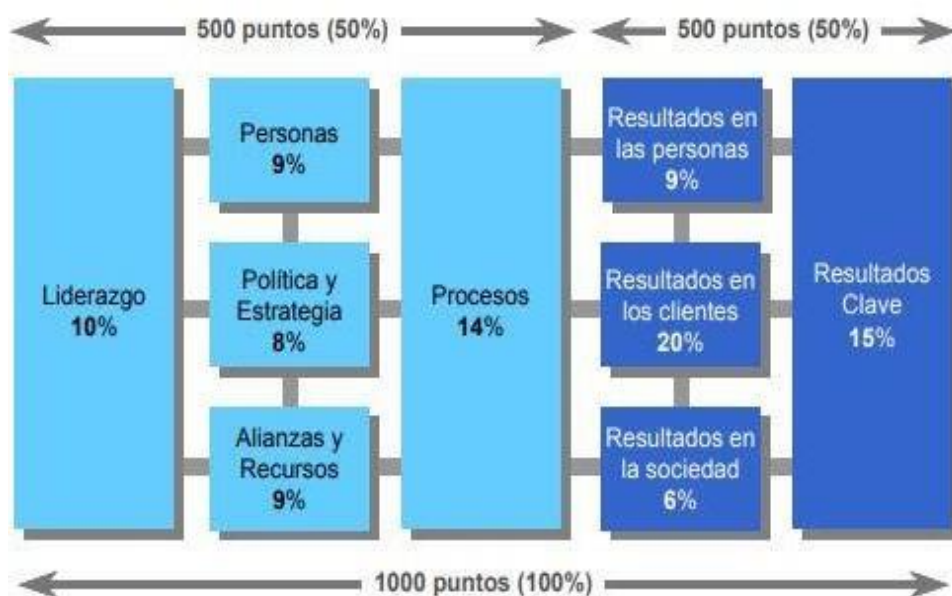 500 puntos (50%)
500 puntos (50%)
Liderazgo
10%
Personas
9%
Política y
Estrategia
8%
Alianzas y
Recursos
9%
Procesos
14%
Resultados en
las personas
9%
Resultados en
los clientes
20%
Resultados en
la sociedad
6%
Resultados
Clave
15%
1000 puntos (100%)